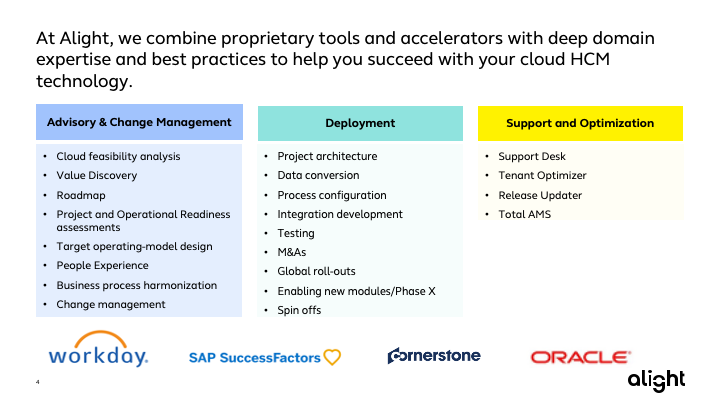 At Alight, we combine proprietary tools and accelerators with deep domain
expertise and best practices to help you succeed with your cloud HCM
technology.
Advisory & Change Management
• Cloud feasibility analysis
• Value Discovery
• Roadmap
• Project and Operational Readiness
assessments
• Target operating-model design
• People Experience
• Business process harmonization
• Change management
Deployment
• Project architecture
• Data conversion
• Process configuration
• Integration development
• Testing
• M&As
• Global roll-outs
• Enabling new modules/Phase X
• Spin offs
Support and Optimization
• Support Desk
• Tenant Optimizer
• Release Updater
• Total AMS
workday.
SAP SuccessFactors
Cornerstone
ORACLE®
4
alight